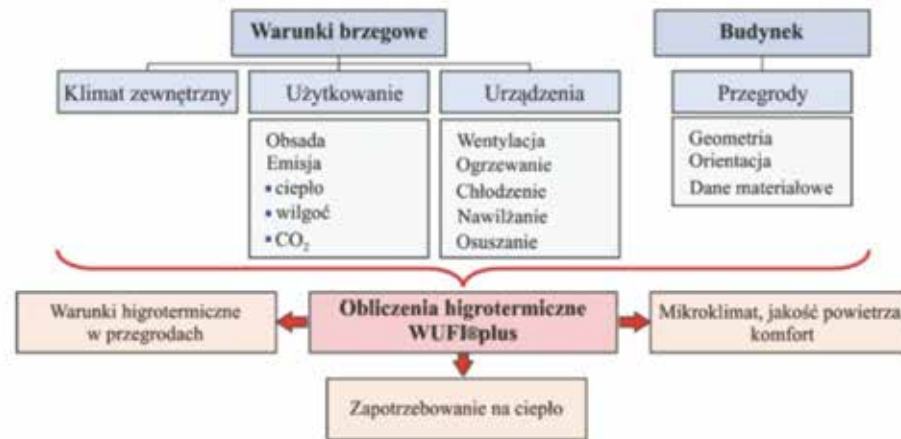 Warunki brzegowe
Budynek
Klimat zewnętrzny
Użytkowanie
Urządzenia
Przegrody
Obsada
Emisja
▪ ciepło
▪ wilgoć
▪ CO₂
Wentylacja
Ogrzewanie
Chłodzenie
Nawilżanie
Osuszanie
Geometria
Orientacja
Dane materiałowe
Warunki higrotermiczne
w przegrodach
Obliczenia higrotermiczne
WUFI®plus
Mikroklimat, jakość powietrza
komfort
Zapotrzebowanie na ciepło